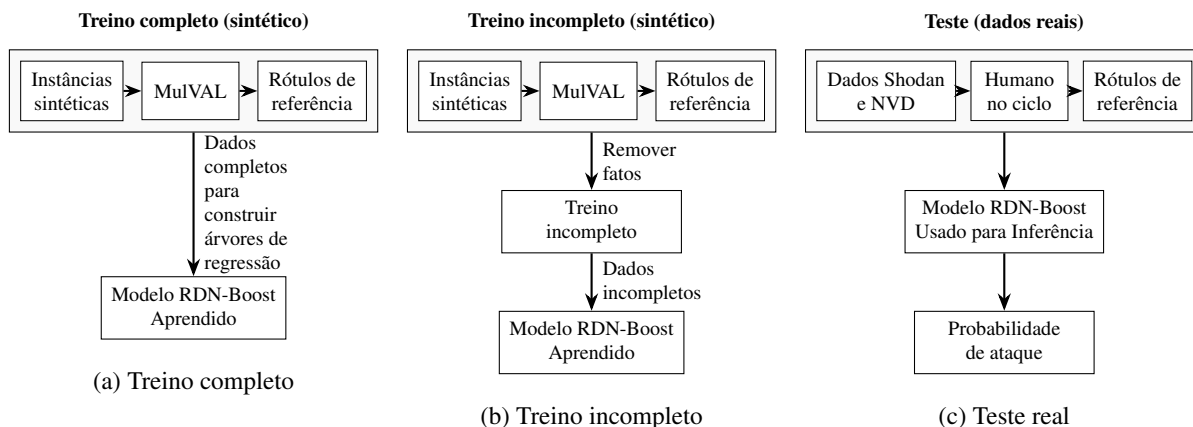 Treino completo (sintético)
Instâncias
sintéticas
MulVAL
Rótulos de
referência
Dados
completos
para
construir
árvores de
regressão
Modelo RDN-Boost
Aprendido
(a) Treino completo
Treino incompleto (sintético)
Instâncias
sintéticas
MulVAL
Rótulos de
referência
Remover
fatos
Treino
incompleto
Dados
incompletos
Modelo RDN-Boost
Aprendido
(b) Treino incompleto
Teste (dados reais)
Dados Shodan
e NVD
Humano
no ciclo
Rótulos de
referência
Modelo RDN-Boost
Usado para Inferência
Probabilidade
de ataque
(c) Teste real